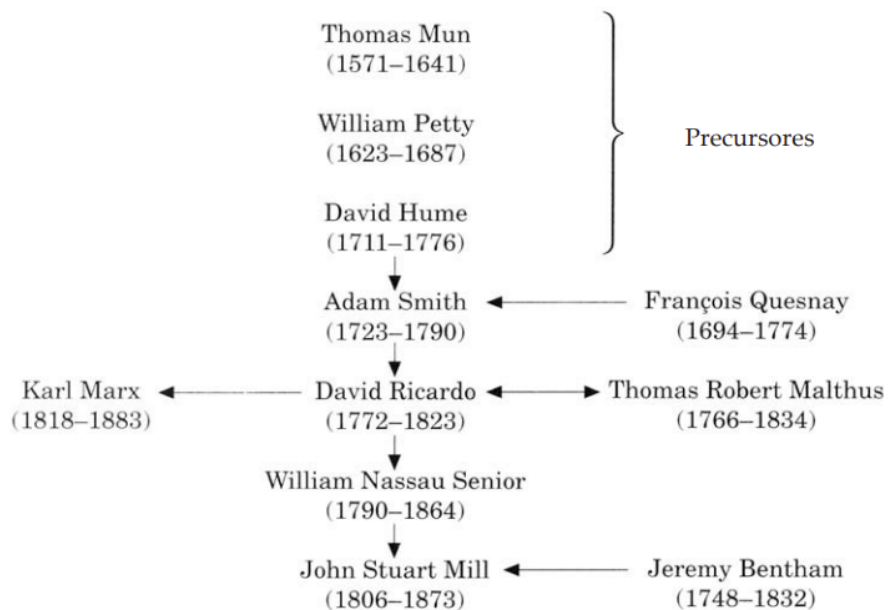 Thomas Mun
(1571–1641)
William Petty
(1623–1687)
Precursores
David Hume
(1711–1776)
Adam Smith
(1723–1790)
François Quesnay
(1694–1774)
Karl Marx
(1818–1883)
David Ricardo
(1772–1823)
Thomas Robert Malthus
(1766–1834)
William Nassau Senior
(1790–1864)
John Stuart Mill
(1806–1873)
Jeremy Bentham
(1748–1832)